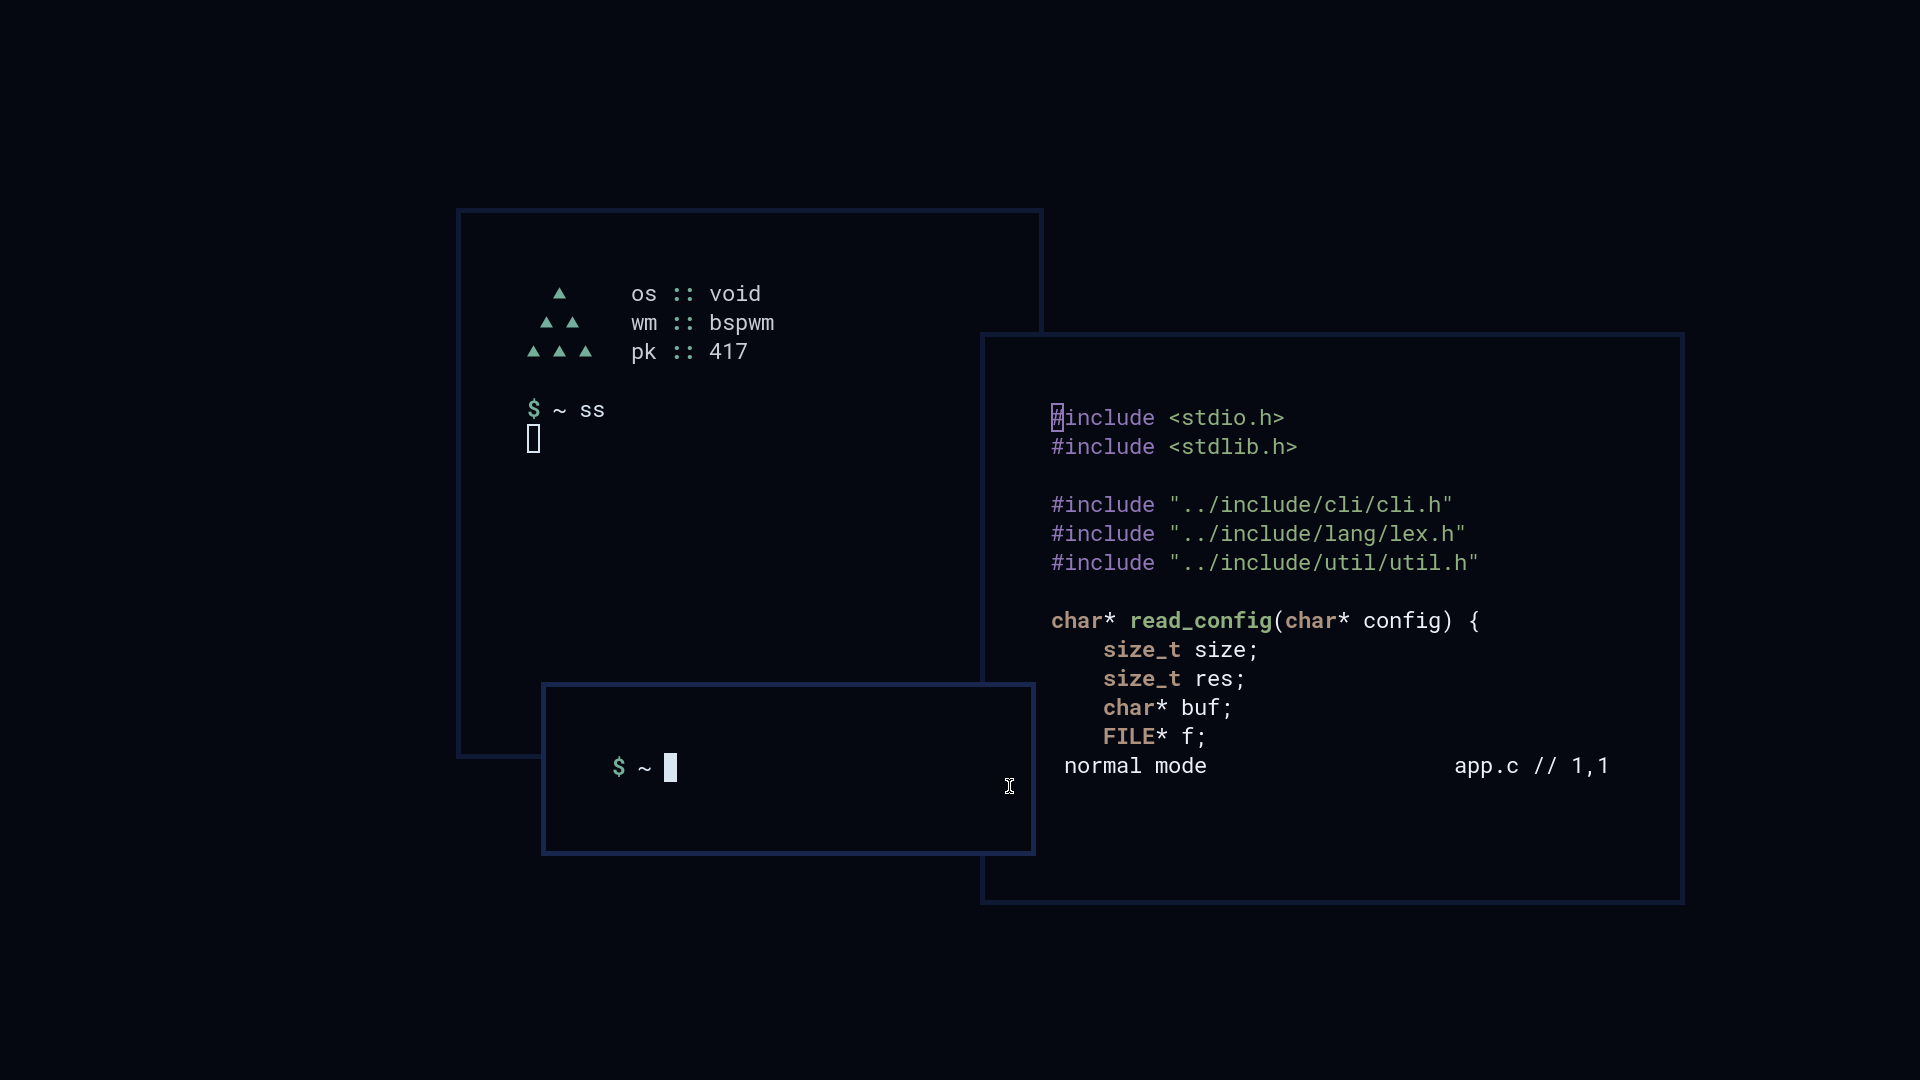 os :: void
wm :: bspwm
pk :: 417
$ ~ ss
#include <stdio.h>
#include <stdlib.h>
#include "../include/cli/cli.h"
#include "../include/lang/lex.h"
#include "../include/util/util.h"
char* read_config(char* config) {
size_t size;
size_t res;
char* buf;
FILE* f;
normal mode app.c // 1,1
$ ~